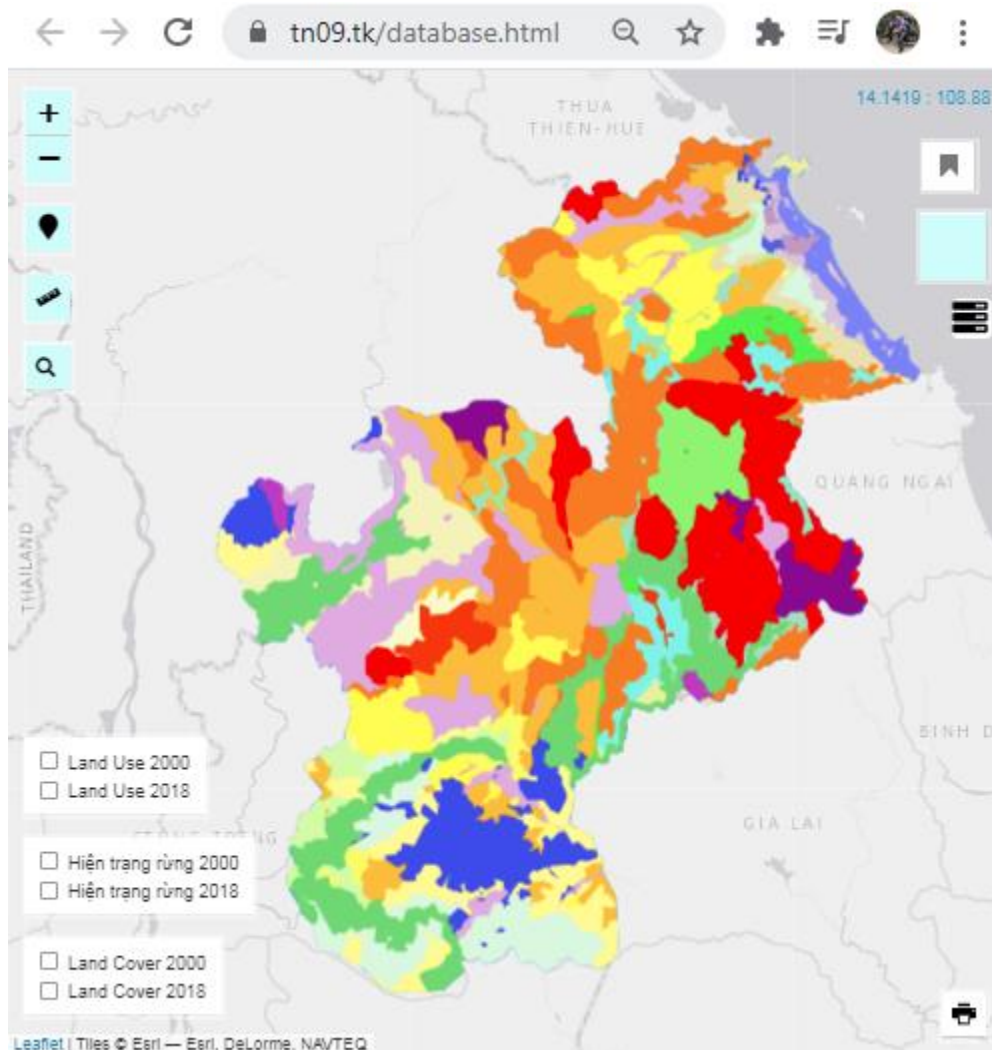 tn09.tk/database.html
14.1419 : 108.88
THUA
THIEN-HUE
+
−
QUANG NGAI
THAILAND
BINH D
Land Use 2000
Land Use 2018
GIA LAI
Hiện trạng rừng 2000
Hiện trạng rừng 2018
Land Cover 2000
Land Cover 2018
Leaflet | Tiles © Esri — Esri, DeLorme, NAVTEQ